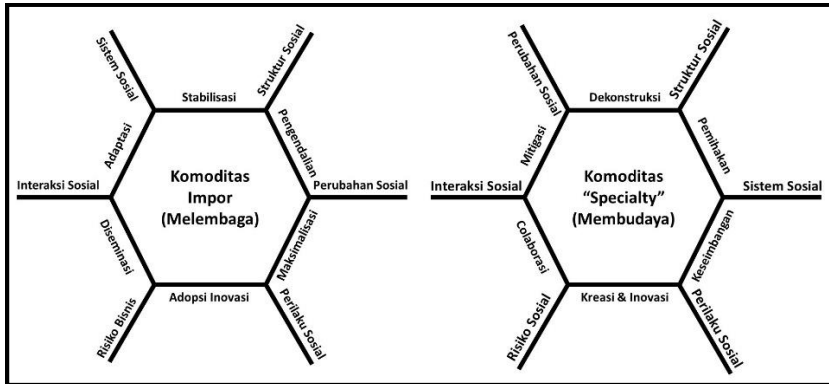 Sistem Sosial
Struktur Sosial
Stabilisasi
Adaptasi
Pengendalian
Komoditas
Impor
(Melembaga)
Interaksi Sosial
Perubahan Sosial
Diseminasi
Maksimalisasi
Adopsi Inovasi
Risiko Bisnis
Perilaku Sosial
Perubahan Sosial
Struktur Sosial
Dekonstruksi
Mitigasi
Pemihakan
Komoditas
“Specialty”
(Membudaya)
Interaksi Sosial
Sistem Sosial
Colaborasi
Keseimbangan
Kreasi & Inovasi
Risiko Sosial
Perilaku Sosial